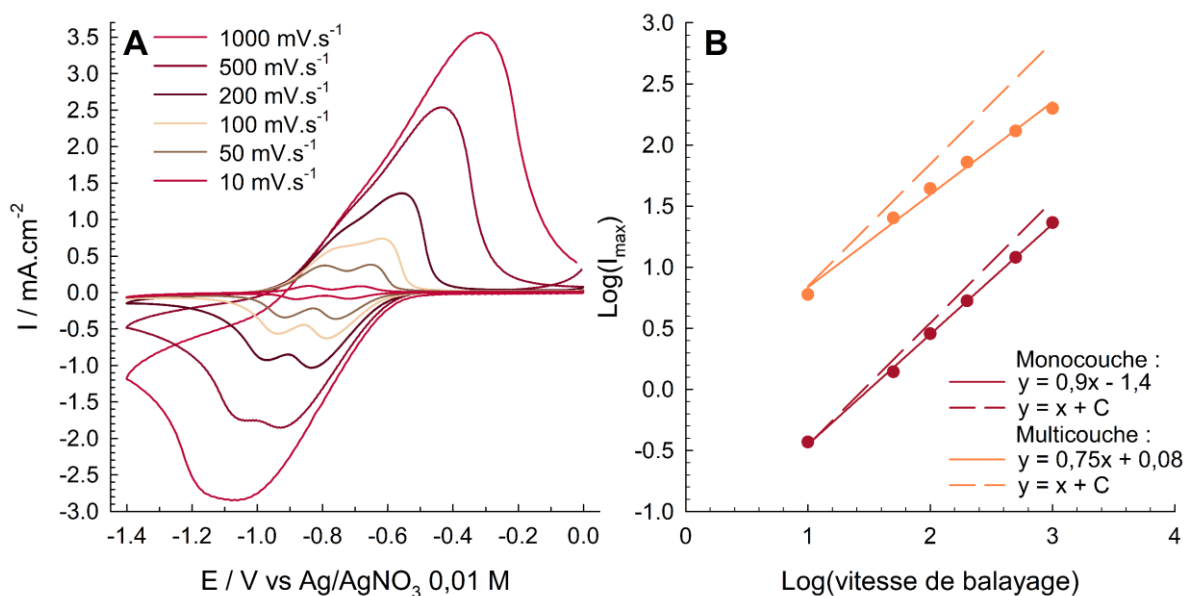 A
1000 mV.s-1
500 mV.s-1
200 mV.s-1
100 mV.s-1
50 mV.s-1
10 mV.s-1
3.5
3.0
2.5
2.0
1.5
1.0
0.5
0.0
-0.5
-1.0
-1.5
-2.0
-2.5
-3.0
I / mA.cm-2
-1.4 -1.2 -1.0 -0.8 -0.6 -0.4 -0.2 0.0
E / V vs Ag/AgNO3 0,01 M
B
3.0
2.5
2.0
1.5
1.0
0.5
0.0
-0.5
-1.0
Log(Imax)
Monocouche :
y = 0,9x - 1,4
y = x + C
Multicouche :
y = 0,75x + 0,08
y = x + C
0 1 2 3 4
Log(vitesse de balayage)